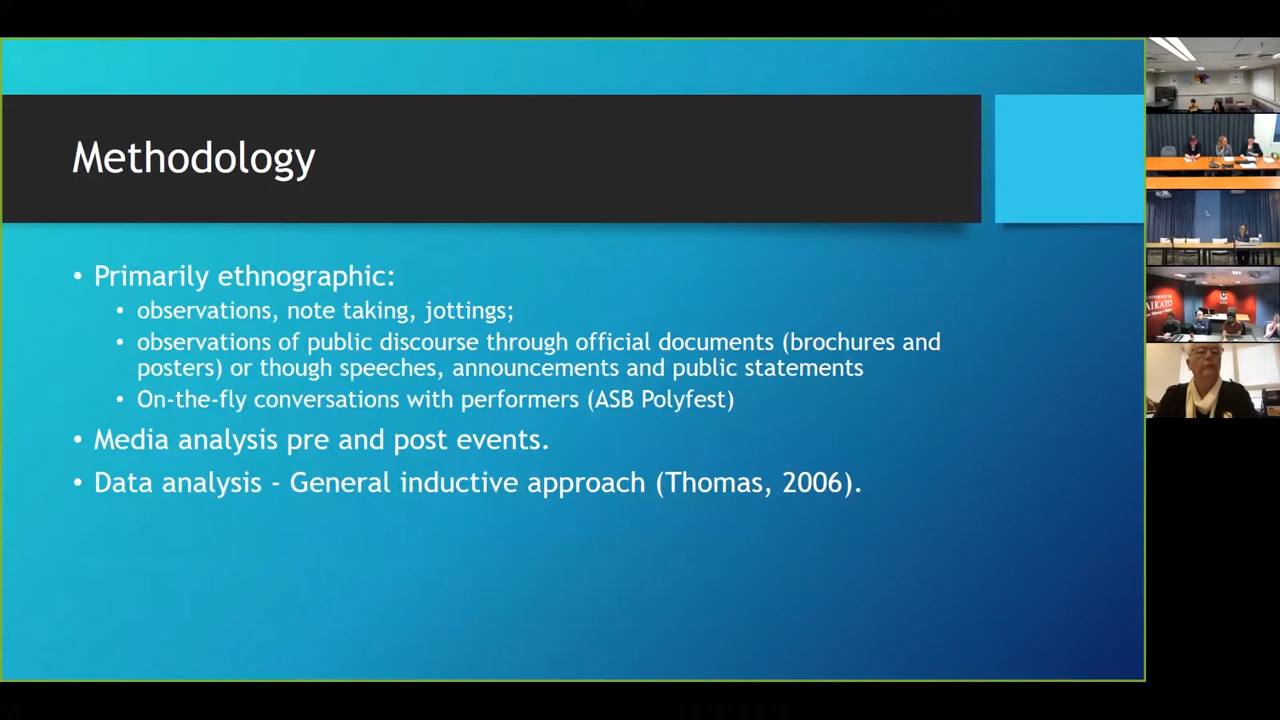 Methodology
• Primarily ethnographic:
• observations, note taking, jottings;
• observations of public discourse through official documents (brochures and
posters) or though speeches, announcements and public statements
• On-the-fly conversations with performers (ASB Polyfest)
• Media analysis pre and post events.
• Data analysis - General inductive approach (Thomas, 2006).